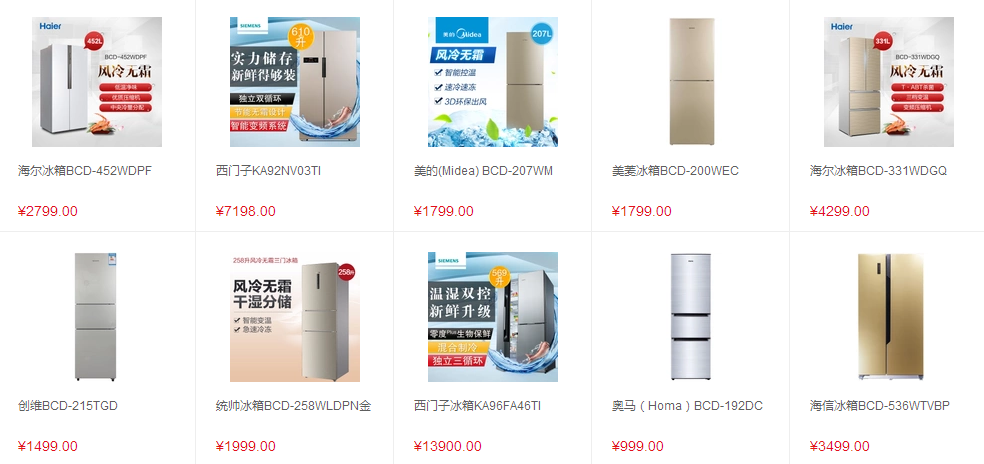 Haier
452L
BCD-452WDPF
风冷无霜
低温净味
优质压缩机
中央冷量分配
海尔冰箱BCD-452WDPF
¥2799.00
SIEMENS
610
升
实力储存
新鲜得够装
独立双循环
节能无霜设计
智能变频系统
西门子KA92NV03TI
¥7198.00
美的 Midea
207L
风冷无霜
智能控温
速冷速冻
3D环保出风
美的(Midea) BCD-207WM
¥1799.00
美菱冰箱BCD-200WEC
¥1799.00
Haier
331L
BCD-331WDGQ
风冷无霜
T·ABT杀菌
三档变温
变频压缩机
海尔冰箱BCD-331WDGQ
¥4299.00
创维BCD-215TGD
¥1499.00
258升风冷无霜三门冰箱
258升
风冷无霜
干湿分储
智能变温
急速冷冻
统帅冰箱BCD-258WLDPN金
¥1999.00
SIEMENS
569
升
温湿双控
新鲜升级
零度Plus生物保鲜
混合制冷
独立三循环
西门子冰箱KA96FA46TI
¥13900.00
奥马（Homa）BCD-192DC
¥999.00
海信冰箱BCD-536WTVBP
¥3499.00